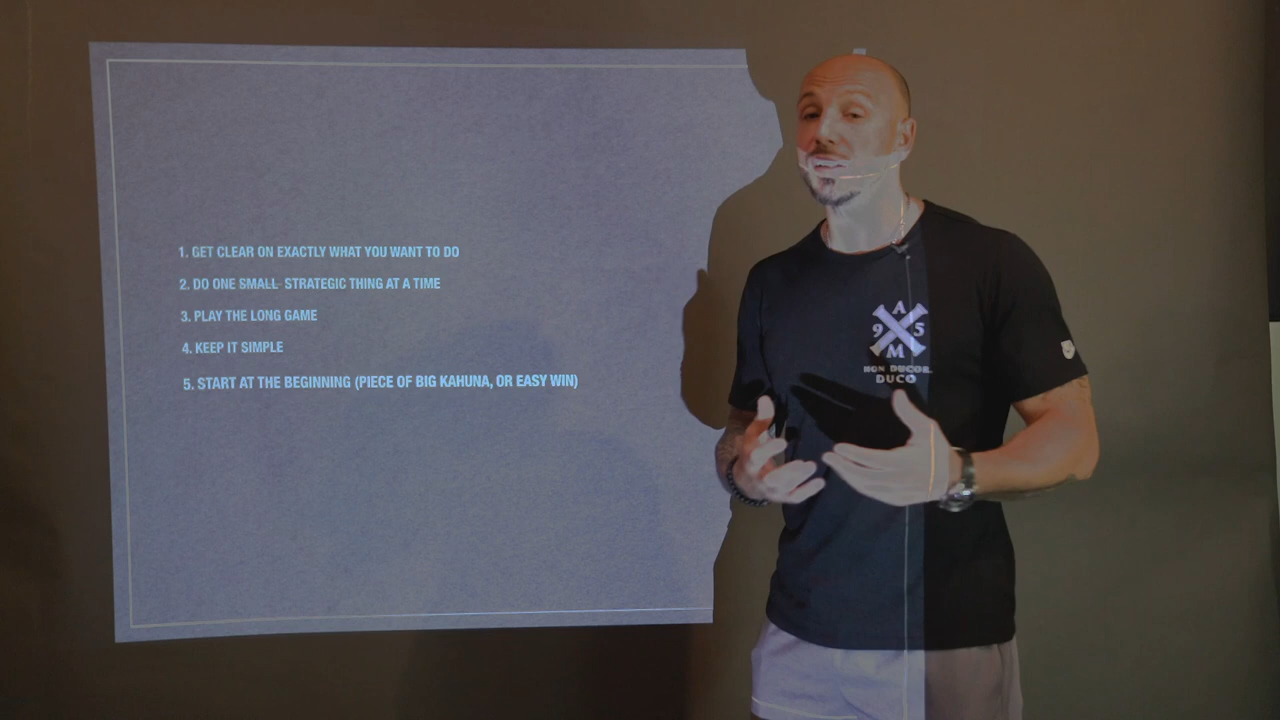 1. GET CLEAR ON EXACTLY WHAT YOU WANT TO DO
2. DO ONE SMALL STRATEGIC THING AT A TIME
3. PLAY THE LONG GAME
4. KEEP IT SIMPLE
5. START AT THE BEGINNING (PIECE OF BIG KAHUNA, OR EASY WIN)
A
9 5
M
NON DUCOR
DUCO